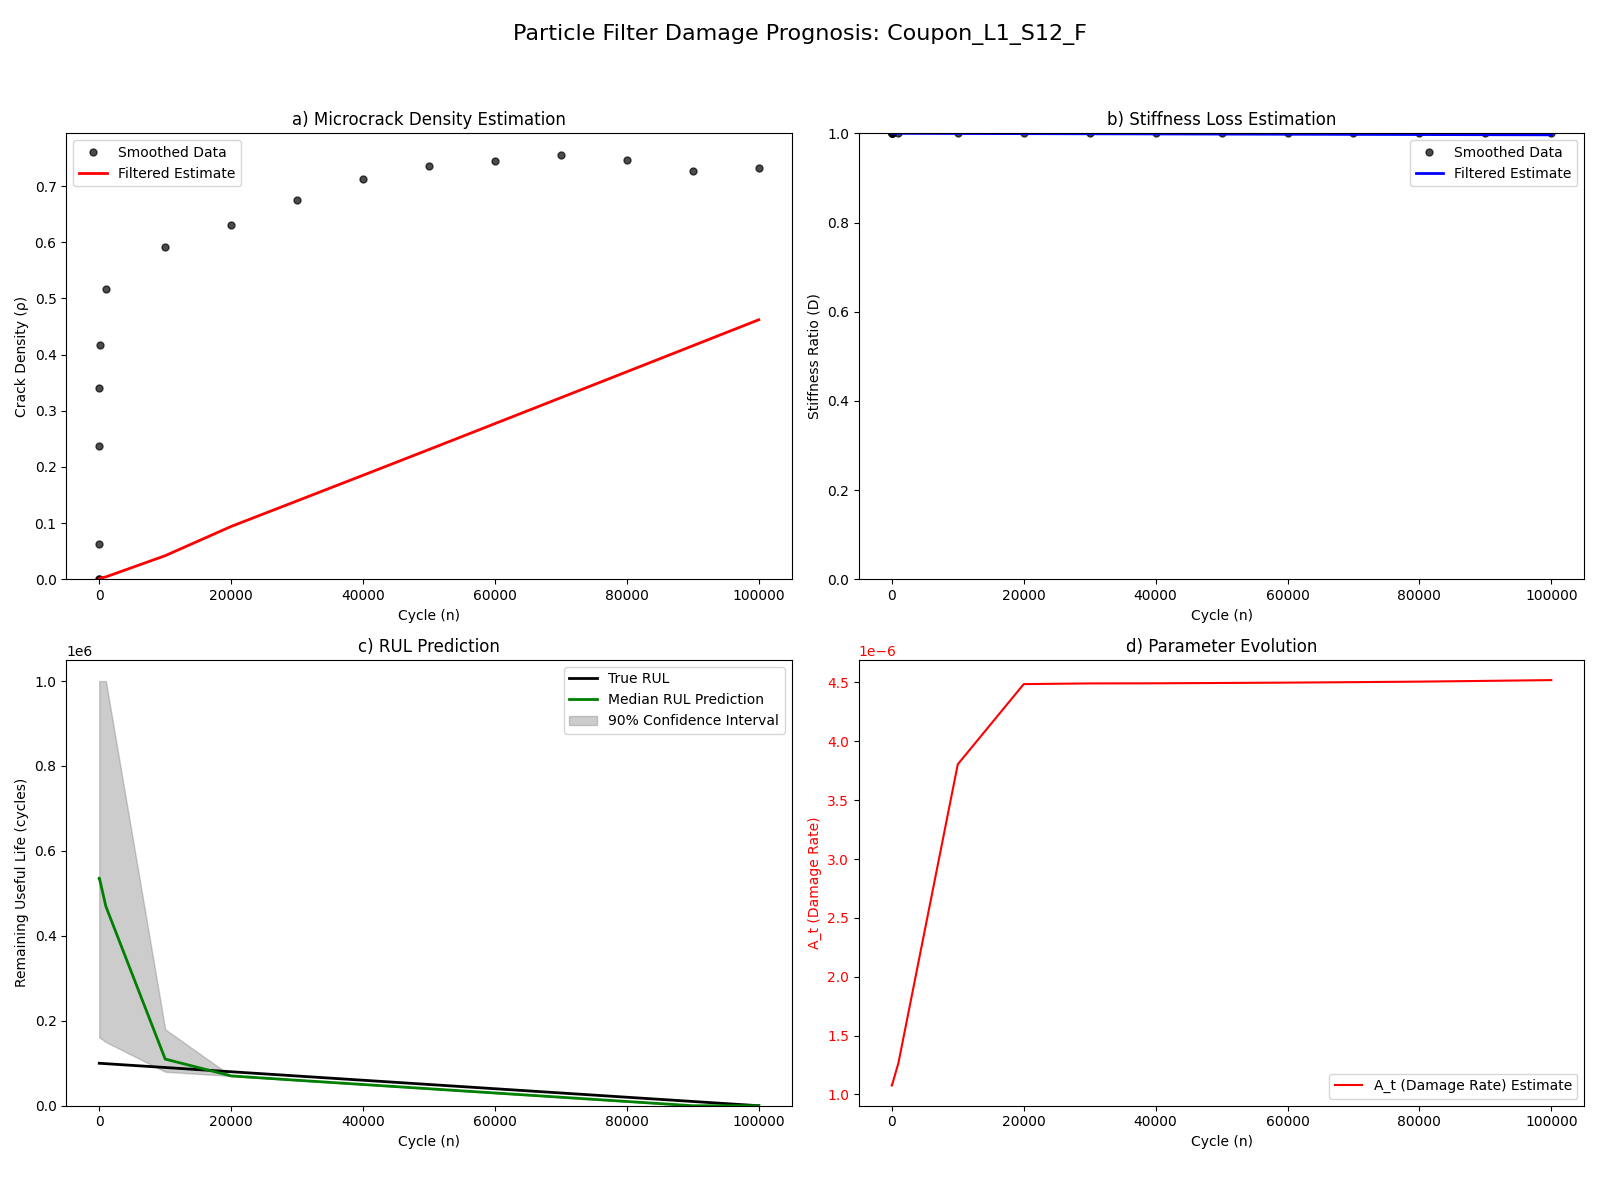 Particle Filter Damage Prognosis: Coupon_L1_S12_F
a) Microcrack Density Estimation
Smoothed Data
Filtered Estimate
Crack Density (ρ)
0.7
0.6
0.5
0.4
0.3
0.2
0.1
0.0
0 20000 40000 60000 80000 100000
Cycle (n)
b) Stiffness Loss Estimation
Smoothed Data
Filtered Estimate
Stiffness Ratio (D)
1.0
0.8
0.6
0.4
0.2
0.0
0 20000 40000 60000 80000 100000
Cycle (n)
c) RUL Prediction
1e6
True RUL
Median RUL Prediction
90% Confidence Interval
Remaining Useful Life (cycles)
1.0
0.8
0.6
0.4
0.2
0.0
0 20000 40000 60000 80000 100000
Cycle (n)
d) Parameter Evolution
1e−6
A_t (Damage Rate)
4.5
4.0
3.5
3.0
2.5
2.0
1.5
1.0
A_t (Damage Rate) Estimate
0 20000 40000 60000 80000 100000
Cycle (n)